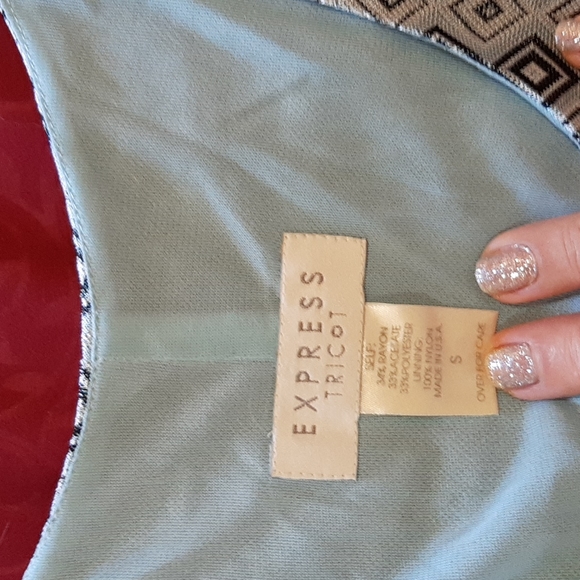 EXPRESS
TRICOT
SELF:
34% RAYON
33% ACETATE
33% POLYESTER
LINING:
100% NYLON
MADE IN U.S.A.
S
OVER FOR CARE